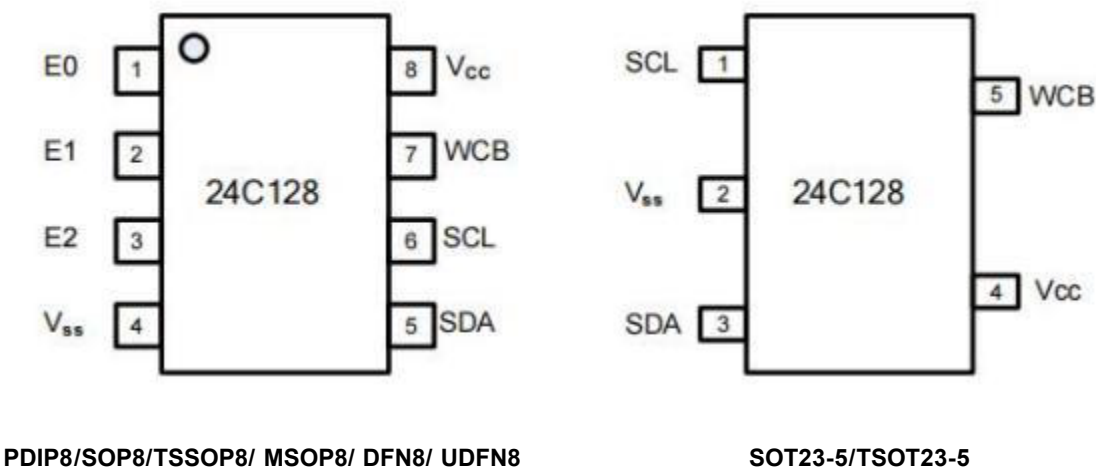 E0 1 8 Vcc
E1 2 7 WCB
24C128
E2 3 6 SCL
Vss 4 5 SDA
PDIP8/SOP8/TSSOP8/ MSOP8/ DFN8/ UDFN8
SCL 1
5 WCB
Vss 2 24C128
4 Vcc
SDA 3
SOT23-5/TSOT23-5